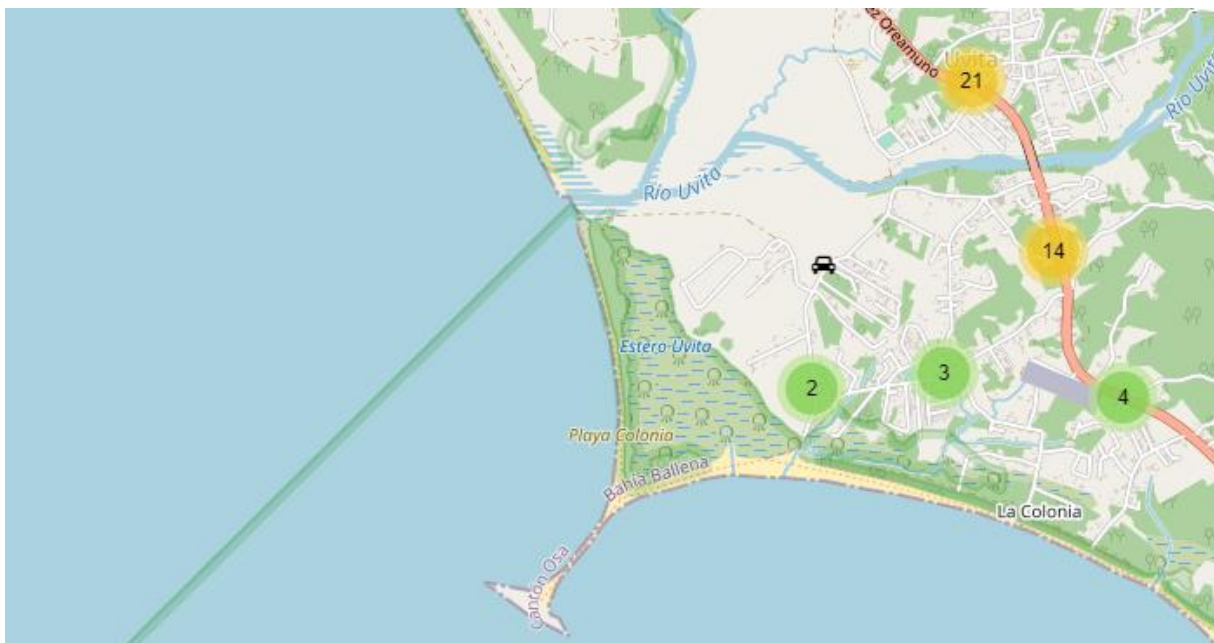 ez Oreamuno
Uvita
21
Río Uvita
Río Uvita
14
Estero Uvita
2
3
4
Playa Colonia
Bahía Ballena
La Colonia
Cantón Osa